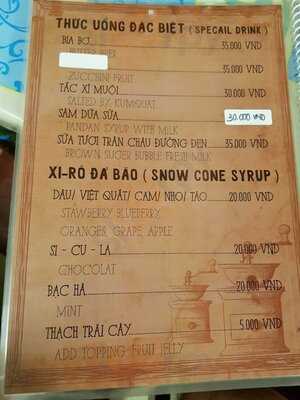 THỨC UỐNG ĐẶC BIỆT ( SPECAIL DRINK )
BIA BƠ 35.000 VND
35.000 VND
ZUCCHINI FRUIT
TẮC XÍ MUỘI 30.000 VND
SALTED BY KUMQUAT
SÂM DỨA SỮA 30.000 VND
PANDAN SYRUP WITH MILK
SỮA TƯƠI TRÂN CHÂU ĐƯỜNG ĐEN 35.000 VND
BROWN SUGER BUBBLE FRESH MILK
XI-RÔ ĐÁ BÀO ( SNOW CONE SYRUP )
DÂU/ VIỆT QUẤT/ CAM/ NHO/ TÁO 20.000 VND
STAWBERRY BLUEBERRY,
ORANGER, GRAPE, APPLE
SI - CU - LA 20.000 VND
CHOCOLAT
BẠC HÀ 20.000 VND
MINT
THẠCH TRÁI CÂY 5.000 VND
ADD TOPPING FRUIT JELLY